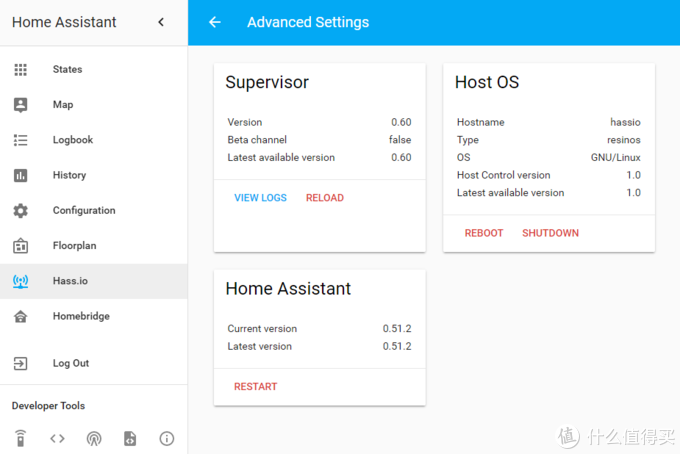 Home Assistant
States
Map
Logbook
History
Configuration
Floorplan
Hass.io
Homebridge
Log Out
Developer Tools
Advanced Settings
Supervisor
Version 0.60
Beta channel false
Latest available version 0.60
VIEW LOGS RELOAD
Host OS
Hostname hassio
Type resinos
OS GNU/Linux
Host Control version 1.0
Latest available version 1.0
REBOOT SHUTDOWN
Home Assistant
Current version 0.51.2
Latest version 0.51.2
RESTART
值 什么值得买